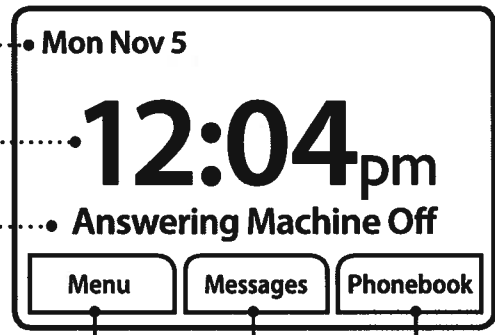 Mon Nov 5
12:04pm
Answering Machine Off
Menu Messages Phonebook